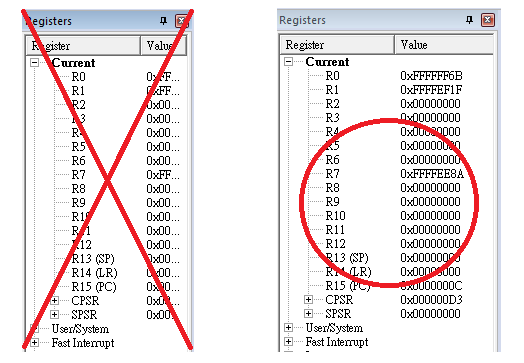 Registers
Register Value
Current
R0 0xFF...
R1 0xFF...
R2 0x00...
R3 0x00...
R4 0x00...
R5 0x00...
R6 0x00...
R7 0xFF...
R8 0x00...
R9 0x00...
R10 0x00...
R11 0x00...
R12 0x00...
R13 (SP) 0x00...
R14 (LR) 0x00...
R15 (PC) 0x00...
CPSR 0x00...
SPSR 0x00...
User/System
Fast Interrupt
Registers
Register Value
Current
R0 0xFFFFFF6B
R1 0xFFFFEF1F
R2 0x00000000
R3 0x00000000
R4 0x00000000
R5 0x00000000
R6 0x00000000
R7 0xFFFFEE8A
R8 0x00000000
R9 0x00000000
R10 0x00000000
R11 0x00000000
R12 0x00000000
R13 (SP) 0x00000000
R14 (LR) 0x00000000
R15 (PC) 0x0000000C
CPSR 0x000000D3
SPSR 0x00000000
User/System
Fast Interrupt